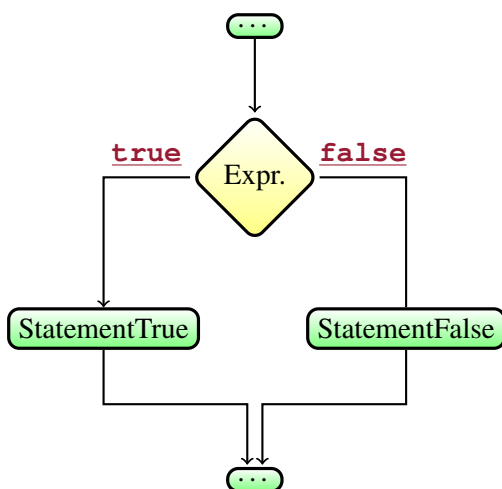 ...
true false
Expr.
StatementTrue StatementFalse
...